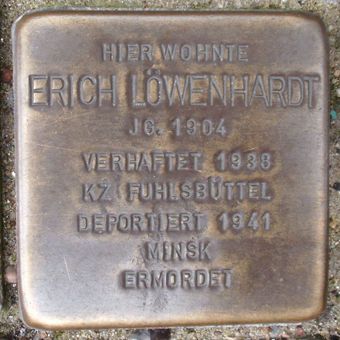 HIER WOHNTE
ERICH LÖWENHARDT
JG. 1904
VERHAFTET 1938
KZ FUHLSBÜTTEL
DEPORTIERT 1941
MINSK
ERMORDET